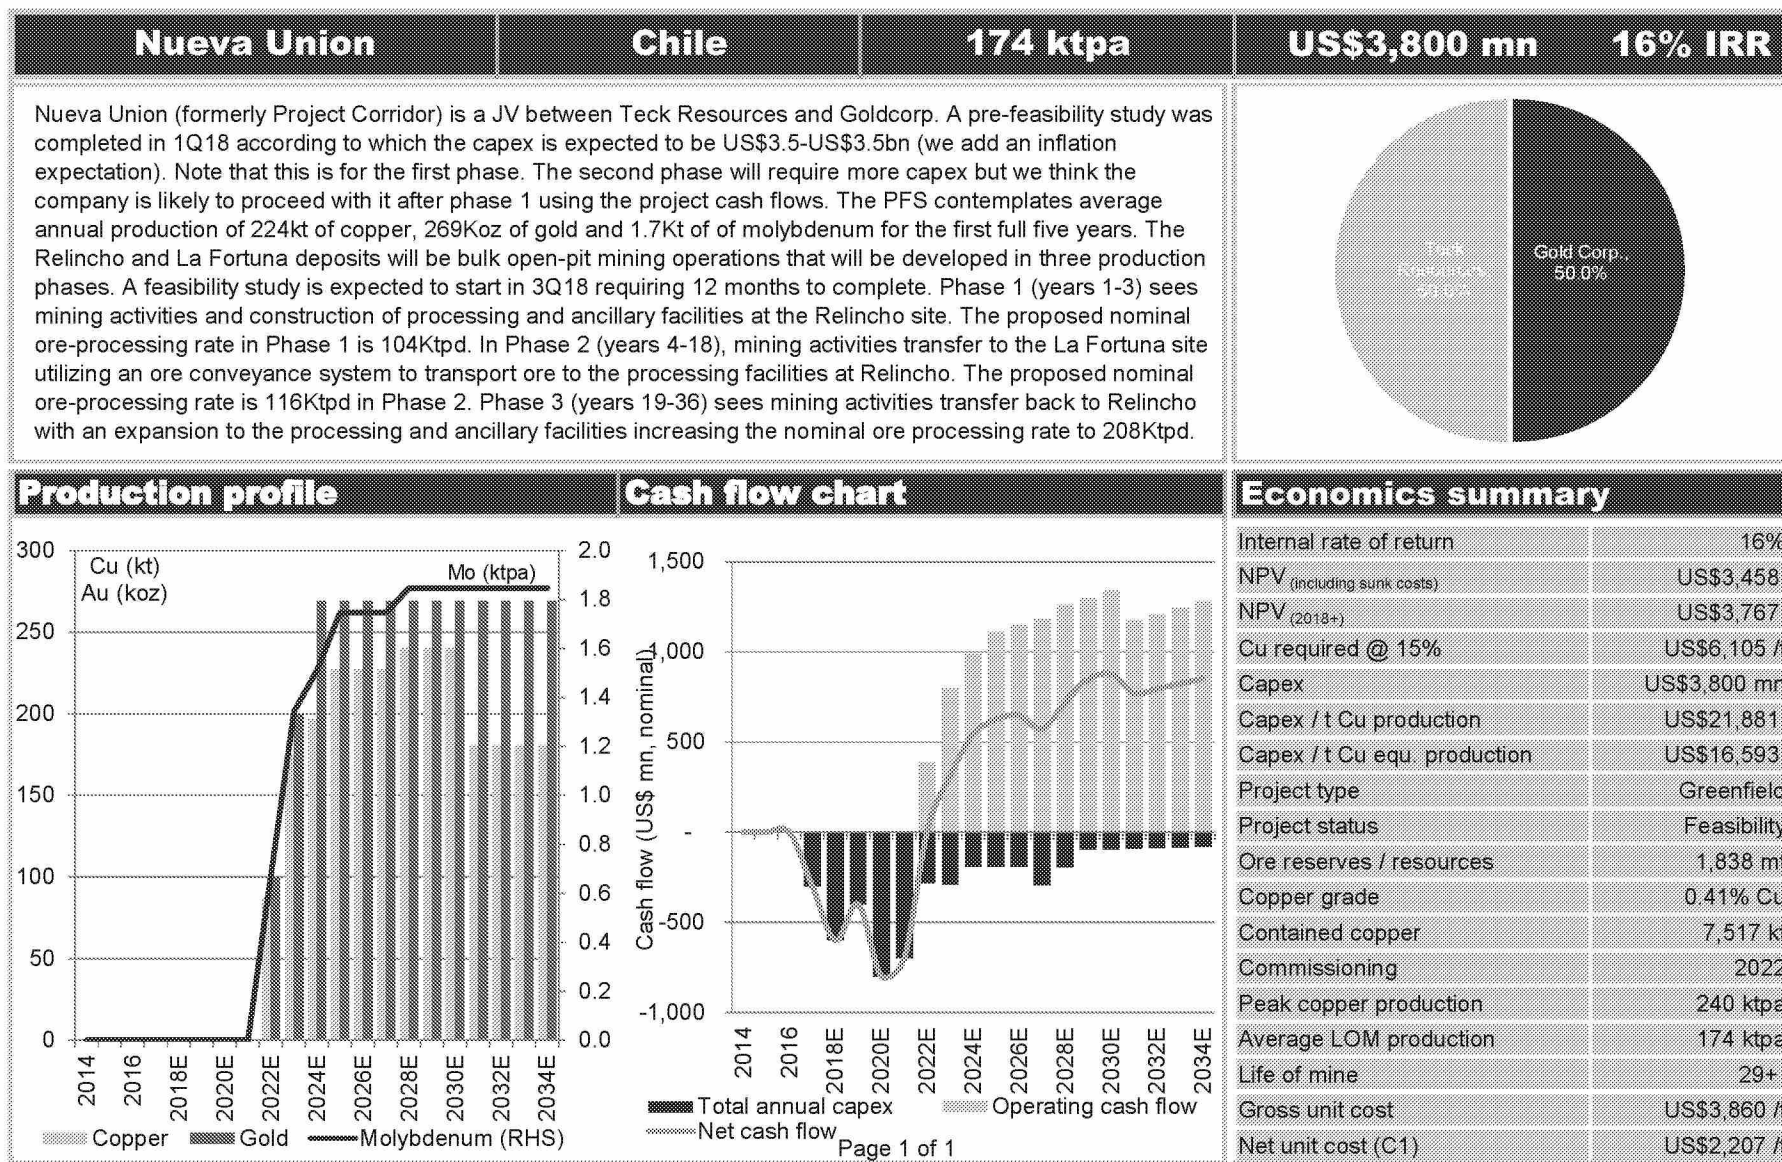 Nueva Union
Chile
174 ktpa
US$3,800 mn
16% IRR
Nueva Union (formerly Project Corridor) is a JV between Teck Resources and Goldcorp. A pre-feasibility study was
completed in 1Q18 according to which the capex is expected to be US$3.5-US$3.5bn (we add an inflation
expectation). Note that this is for the first phase. The second phase will require more capex but we think the
company is likely to proceed with it after phase 1 using the project cash flows. The PFS contemplates average
annual production of 224kt of copper, 269Koz of gold and 1.7Kt of of molybdenum for the first full five years. The
Relincho and La Fortuna deposits will be bulk open-pit mining operations that will be developed in three production
phases. A feasibility study is expected to start in 3Q18 requiring 12 months to complete. Phase 1 (years 1-3) sees
mining activities and construction of processing and ancillary facilities at the Relincho site. The proposed nominal
ore-processing rate in Phase 1 is 104Ktpd. In Phase 2 (years 4-18), mining activities transfer to the La Fortuna site
utilizing an ore conveyance system to transport ore to the processing facilities at Relincho. The proposed nominal
ore-processing rate is 116Ktpd in Phase 2. Phase 3 (years 19-36) sees mining activities transfer back to Relincho
with an expansion to the processing and ancillary facilities increasing the nominal ore processing rate to 208Ktpd.
Teck
50.0%
Gold Corp.,
50.0%
Production profile
300
250
200
150
100
50
0
Cu (kt)
Au (koz)
Mo (ktpa)
2.0
1.8
1.6
1.4
1.2
1.0
0.8
0.6
0.4
0.2
0.0
2014
2016
2018E
2020E
2022E
2024E
2026E
2028E
2030E
2032E
2034E
Copper
Gold
Molybdenum (RHS)
Cash flow chart
Cash flow (US$ mn, nominal)
1,500
1,000
500
-
-500
-1,000
2014
2016
2018E
2020E
2022E
2024E
2026E
2028E
2030E
2032E
2034E
Total annual capex
Operating cash flow
Net cash flow
Page 1 of 1
Economics summary
Internal rate of return 16%
NPV (including sunk costs) US$3,458
NPV (2018+) US$3,767
Cu required @ 15% US$6,105 /t
Capex US$3,800 mn
Capex / t Cu production US$21,881
Capex / t Cu equ. production US$16,593
Project type Greenfield
Project status Feasibility
Ore reserves / resources 1,838 mt
Copper grade 0.41% Cu
Contained copper 7,517 kt
Commissioning 2022
Peak copper production 240 ktpa
Average LOM production 174 ktpa
Life of mine 29+
Gross unit cost US$3,860 /t
Net unit cost (C1) US$2,207 /t